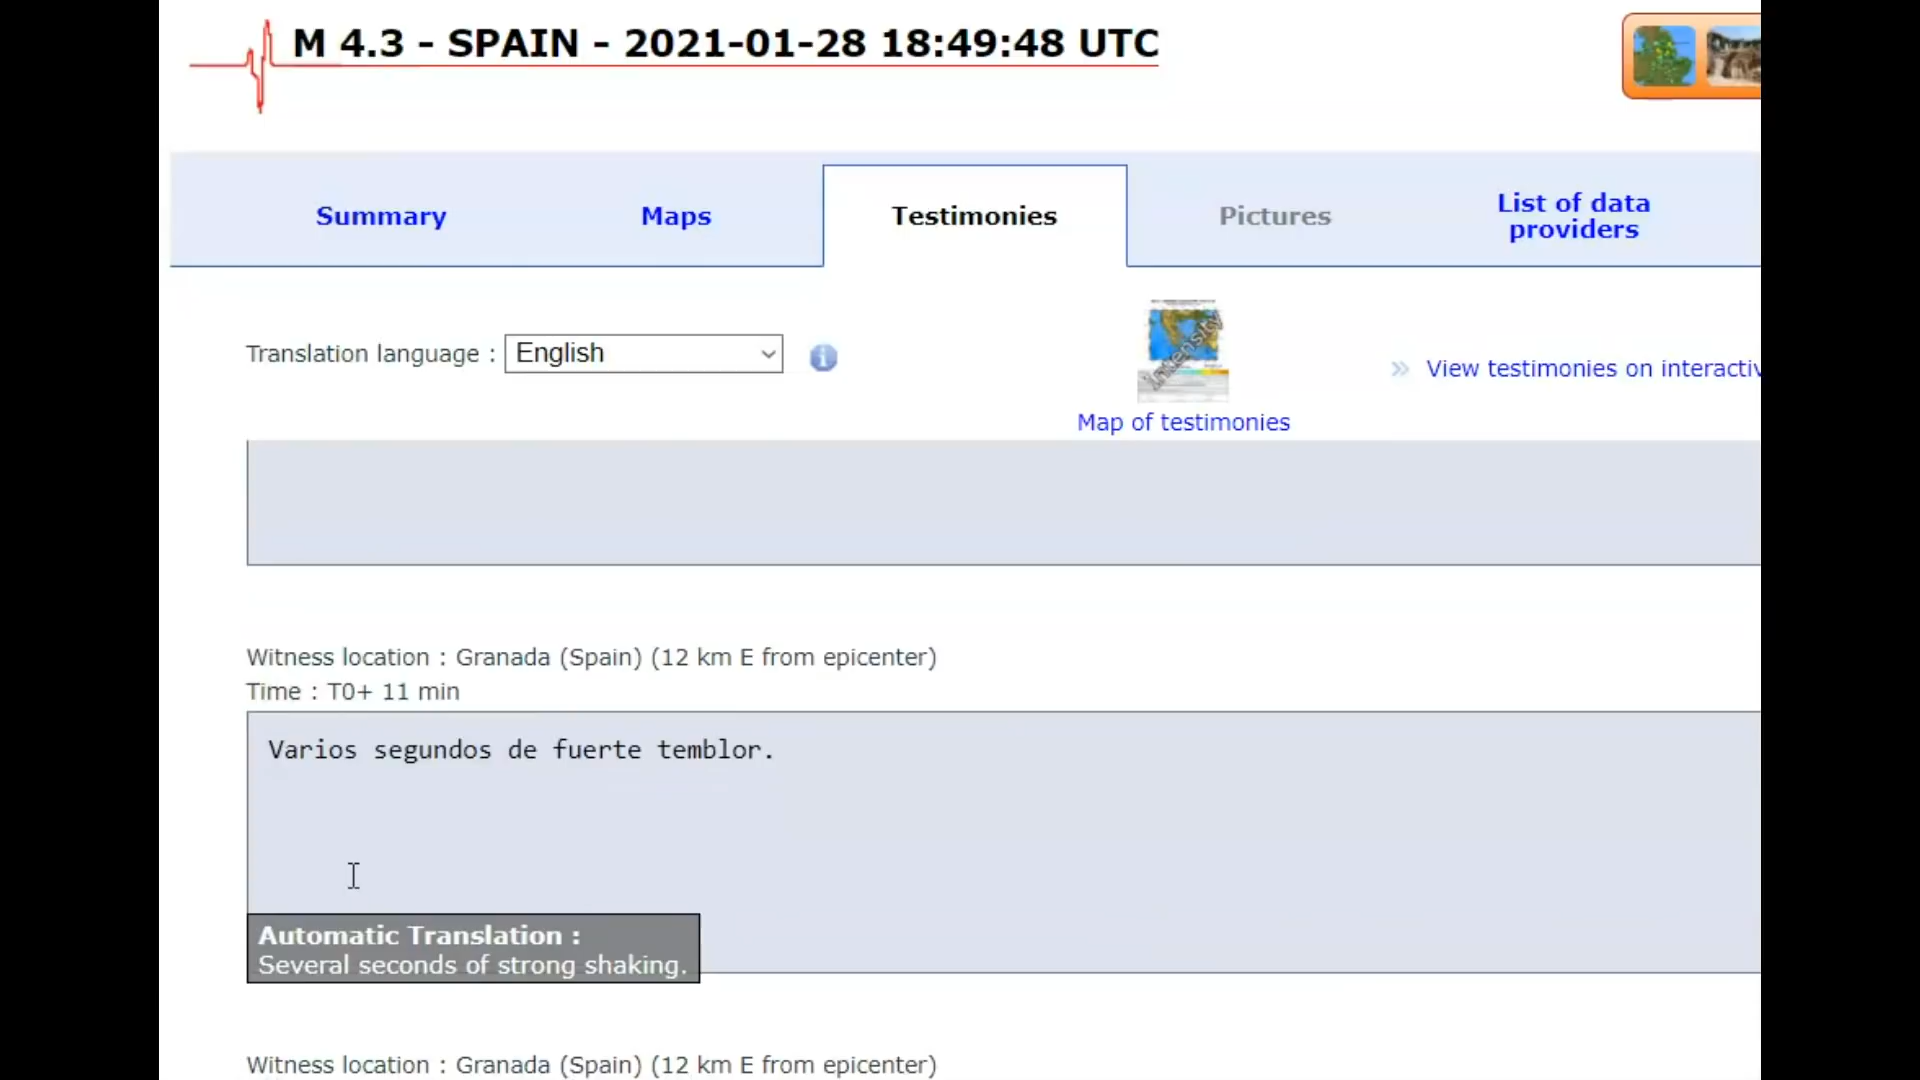 M 4.3 - SPAIN - 2021-01-28 18:49:48 UTC
Summary
Maps
Testimonies
Pictures
List of data
providers
Translation language : English
Intensity
Map of testimonies
» View testimonies on interactiv
Witness location : Granada (Spain) (12 km E from epicenter)
Time : T0+ 11 min
Varios segundos de fuerte temblor.
Automatic Translation :
Several seconds of strong shaking.
Witness location : Granada (Spain) (12 km E from epicenter)